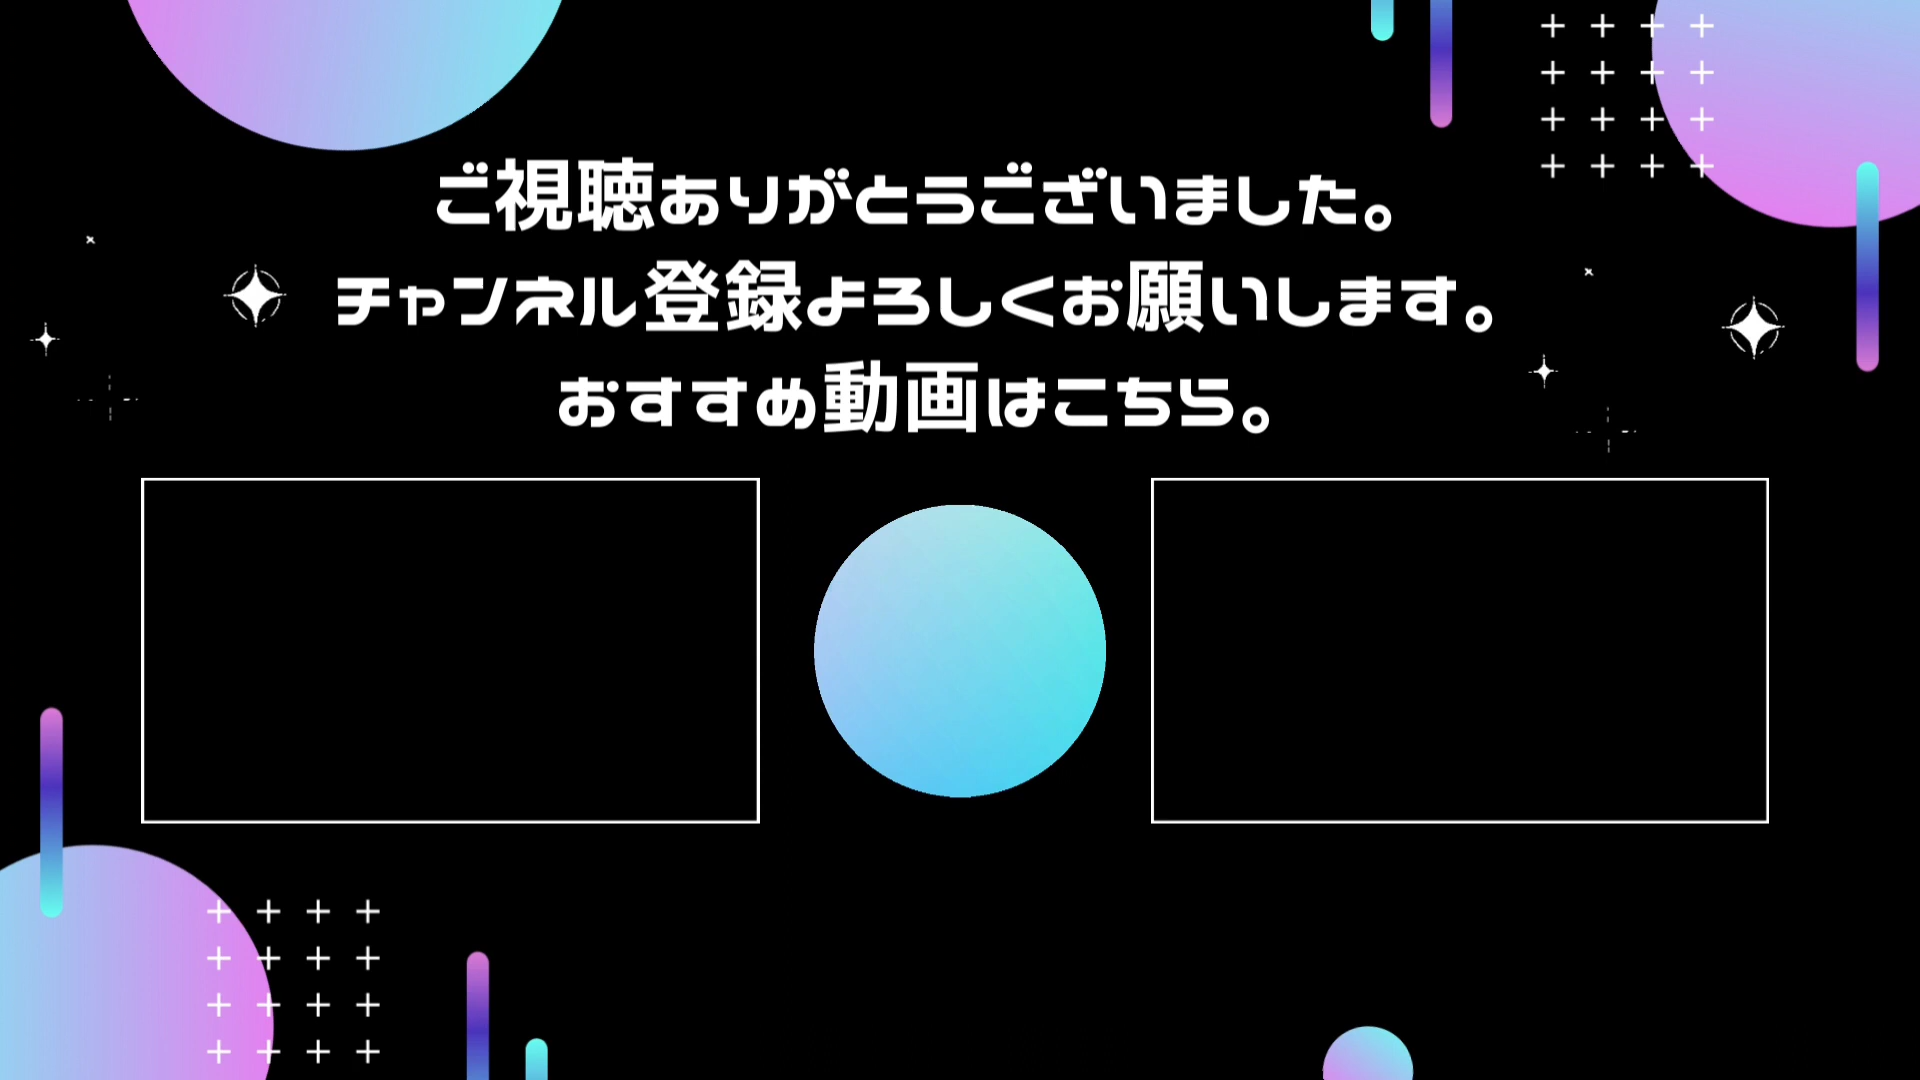 ご視聴ありがとうございました。
チャンネル登録よろしくお願いします。
おすすめ動画はこちら。